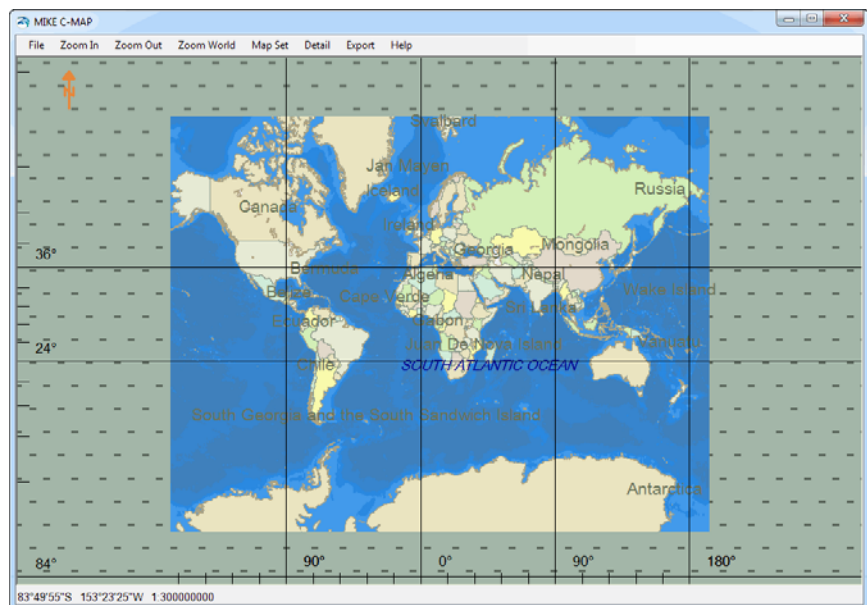 MIKE C-MAP
File Zoom In Zoom Out Zoom World Map Set Detail Export Help
N
Svalbard
Jan Mayen
Iceland
Russia
Canada
Ireland
Georgia
Mongolia
36°
Bermuda
Algeria
Nepal
Belize
Cape Verde
Wake Island
Sri Lanka
Ecuador
Gabon
Juan De Nova Island
Vanuatu
24°
Chile
SOUTH ATLANTIC OCEAN
South Georgia and the South Sandwich Island
Antarctica
84°
90° 0° 90° 180°
83°49'55"S 153°23'25"W 1:300000000